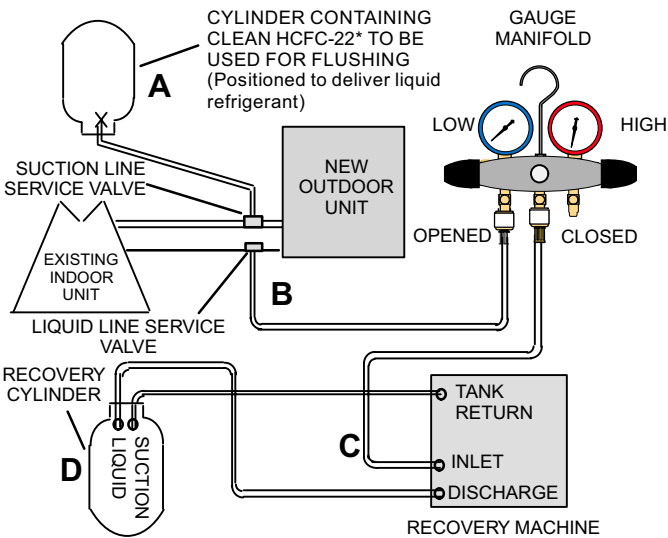 CYLINDER CONTAINING
CLEAN HCFC-22* TO BE
USED FOR FLUSHING
(Positioned to deliver liquid
refrigerant)
A
GAUGE
MANIFOLD
LOW
HIGH
SUCTION LINE
SERVICE VALVE
NEW
OUTDOOR
UNIT
EXISTING
INDOOR
UNIT
OPENED
CLOSED
B
LIQUID LINE SERVICE
VALVE
RECOVERY
CYLINDER
TANK
RETURN
C
D
LIQUID
SUCTION
INLET
DISCHARGE
RECOVERY MACHINE